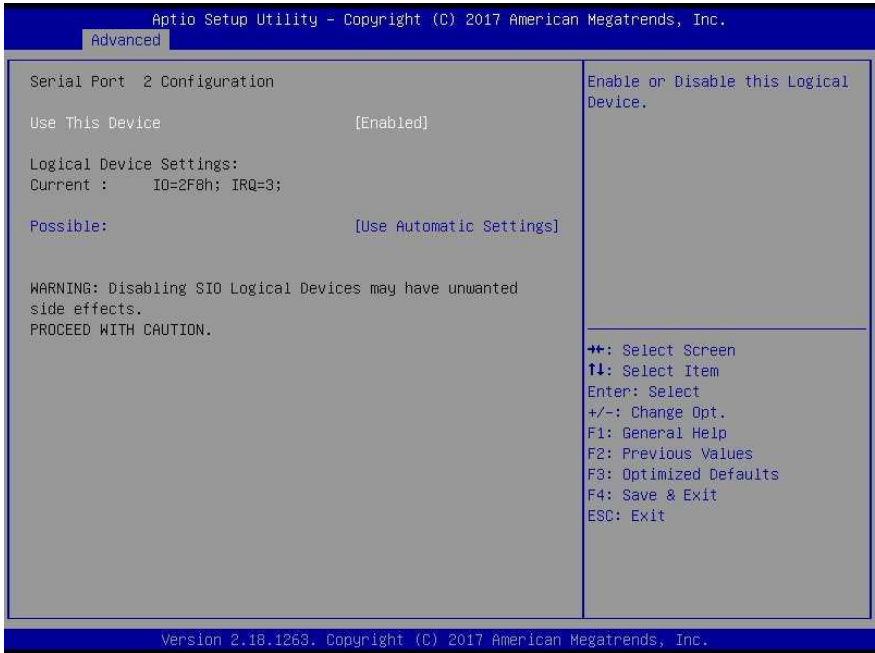 Aptio Setup Utility – Copyright (C) 2017 American Megatrends, Inc.
Advanced
Serial Port 2 Configuration
Use This Device [Enabled]
Logical Device Settings:
Current : IO=2F8h; IRQ=3;
Possible: [Use Automatic Settings]
WARNING: Disabling SIO Logical Devices may have unwanted
side effects.
PROCEED WITH CAUTION.
Enable or Disable this Logical
Device.
→←: Select Screen
↑↓: Select Item
Enter: Select
+/-: Change Opt.
F1: General Help
F2: Previous Values
F3: Optimized Defaults
F4: Save & Exit
ESC: Exit
Version 2.18.1263. Copyright (C) 2017 American Megatrends, Inc.